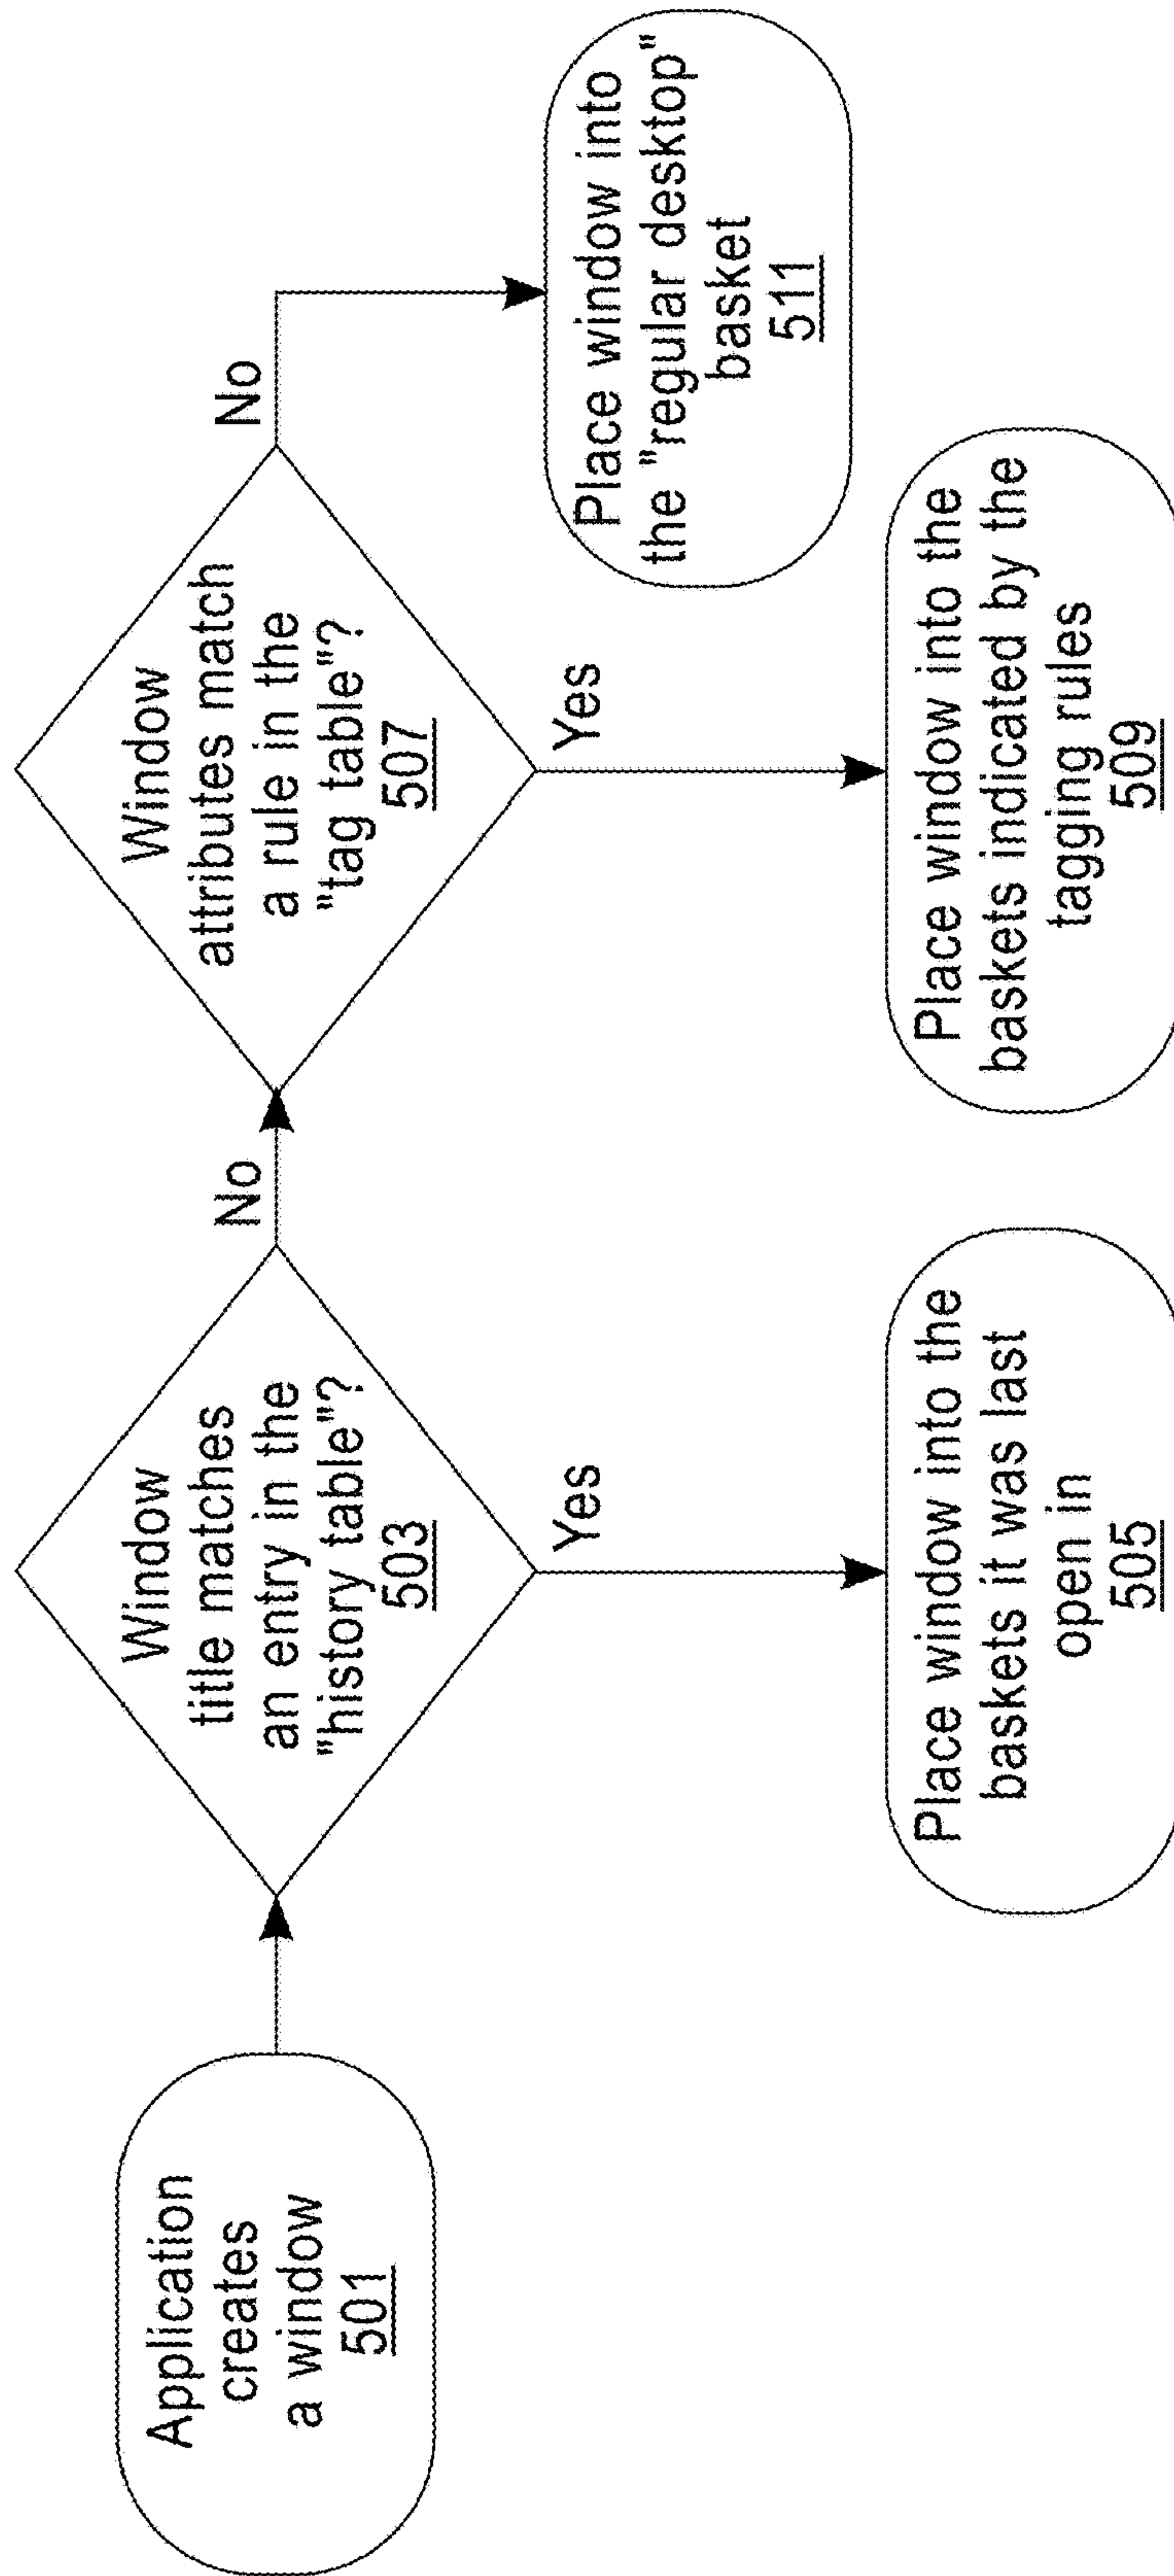 Application
creates
a window
501
Window
title matches
an entry in the
"history table"?
503
No
Yes
Place window into the
baskets it was last
open in
505
Window
attributes match
a rule in the
"tag table"?
507
No
Yes
Place window into the
baskets indicated by the
tagging rules
509
Place window into
the "regular desktop"
basket
511